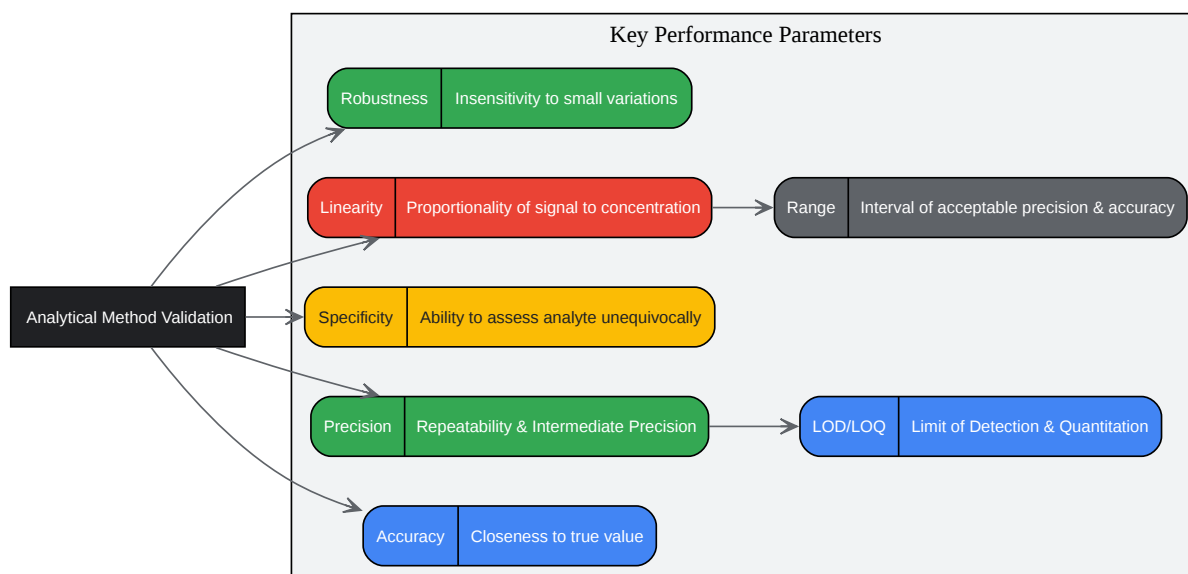 Key Performance Parameters
Robustness
Insensitivity to small variations
Linearity
Proportionality of signal to concentration
Range
Interval of acceptable precision & accuracy
Analytical Method Validation
Specificity
Ability to assess analyte unequivocally
Precision
Repeatability & Intermediate Precision
LOD/LOQ
Limit of Detection & Quantitation
Accuracy
Closeness to true value